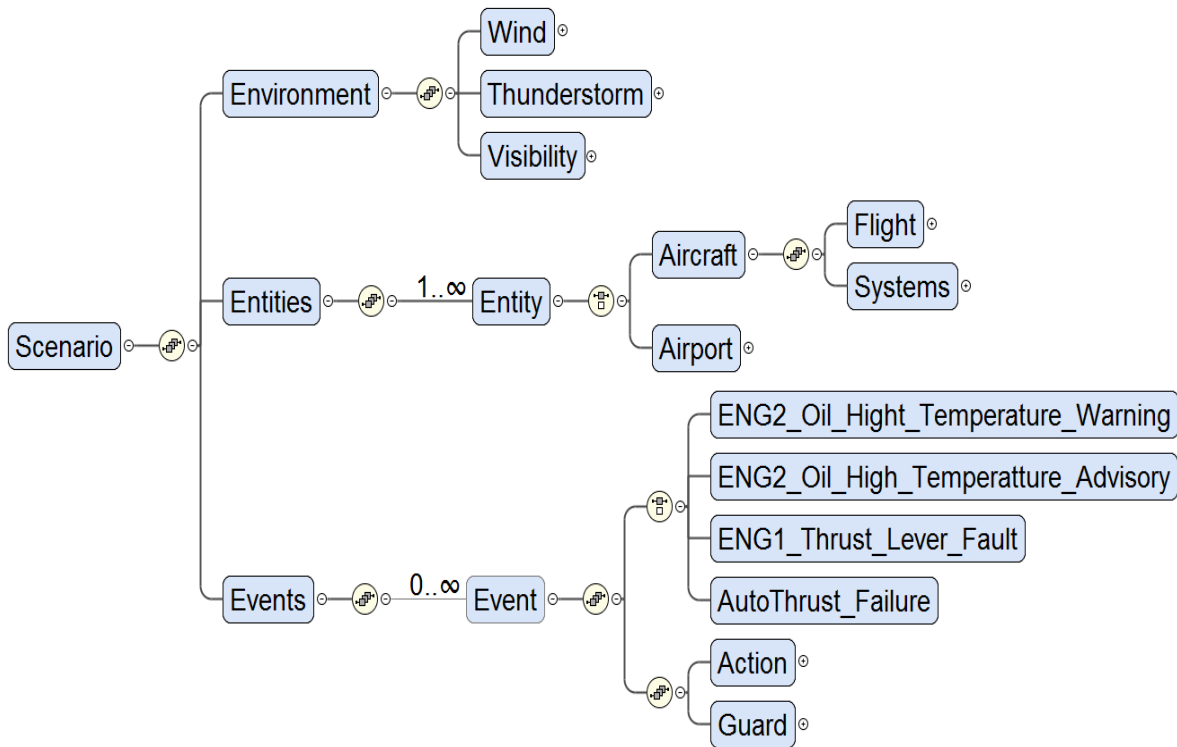 Scenario
Environment
Wind
Thunderstorm
Visibility
Entities
1..∞
Entity
Aircraft
Flight
Systems
Airport
Events
0..∞
Event
ENG2_Oil_Hight_Temperature_Warning
ENG2_Oil_High_Temperatture_Advisory
ENG1_Thrust_Lever_Fault
AutoThrust_Failure
Action
Guard